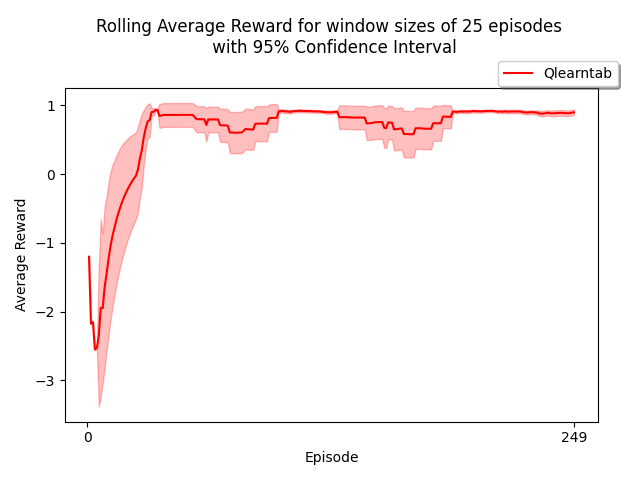 Rolling Average Reward for window sizes of 25 episodes
with 95% Confidence Interval
Qlearntab
1
0
−1
−2
−3
Average Reward
0
249
Episode